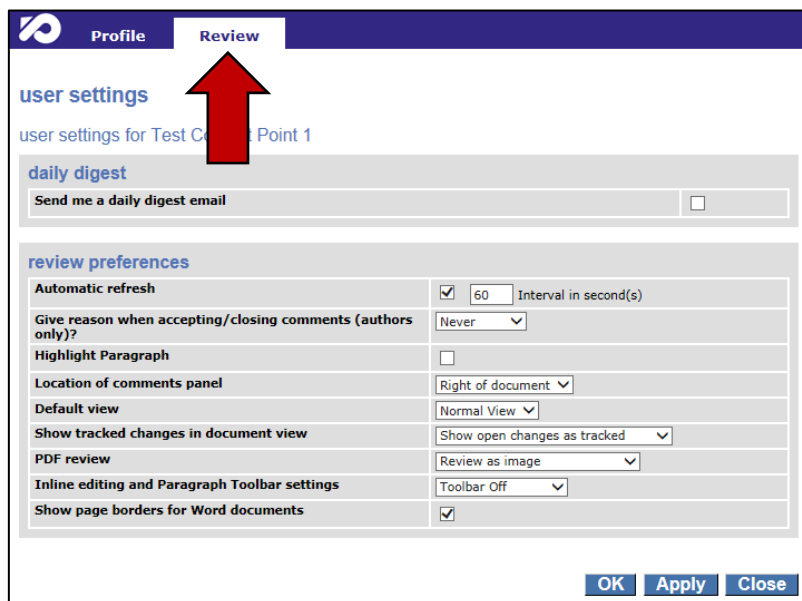 Profile
Review
user settings
user settings for Test Co t Point 1
daily digest
Send me a daily digest email
review preferences
Automatic refresh
60 Interval in second(s)
Give reason when accepting/closing comments (authors
only)?
Never
Highlight Paragraph
Location of comments panel
Right of document
Default view
Normal View
Show tracked changes in document view
Show open changes as tracked
PDF review
Review as image
Inline editing and Paragraph Toolbar settings
Toolbar Off
Show page borders for Word documents
OK Apply Close